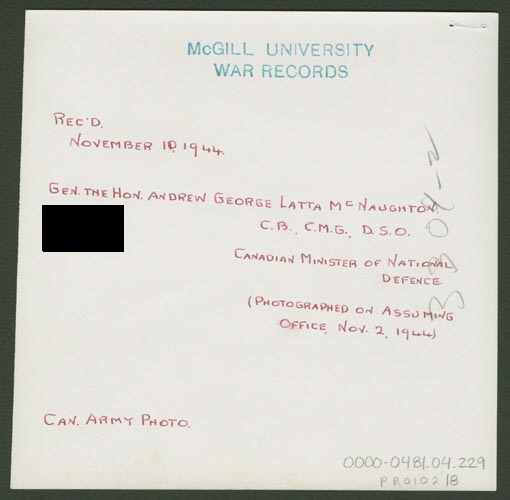 McGILL UNIVERSITY
WAR RECORDS
REC'D.
NOVEMBER 10, 1944.
GEN. THE HON. ANDREW GEORGE LATTA McNAUGHTON.
C.B., C.M.G., D.S.O.
CANADIAN MINISTER OF NATIONAL
DEFENCE
(PHOTOGRAPHED ON ASSUMING
OFFICE, NOV. 2, 1944)
CAN. ARMY PHOTO.
0000-0481.04.229
PR010218